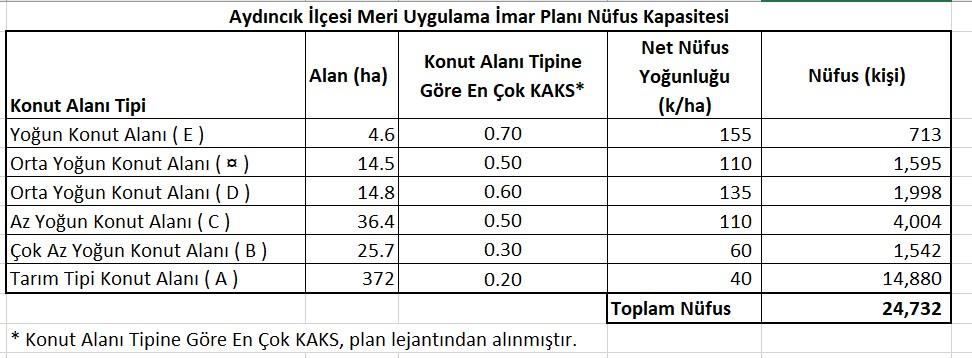 Aydıncık İlçesi Meri Uygulama İmar Planı Nüfus Kapasitesi
Konut Alanı Tipi Alan (ha) Konut Alanı Tipine Göre En Çok KAKS* Net Nüfus Yoğunluğu (k/ha) Nüfus (kişi)
Yoğun Konut Alanı ( E ) 4.6 0.70 155 713
Orta Yoğun Konut Alanı ( ¤ ) 14.5 0.50 110 1,595
Orta Yoğun Konut Alanı ( D ) 14.8 0.60 135 1,998
Az Yoğun Konut Alanı ( C ) 36.4 0.50 110 4,004
Çok Az Yoğun Konut Alanı ( B ) 25.7 0.30 60 1,542
Tarım Tipi Konut Alanı ( A ) 372 0.20 40 14,880
Toplam Nüfus 24,732
* Konut Alanı Tipine Göre En Çok KAKS, plan lejantından alınmıştır.